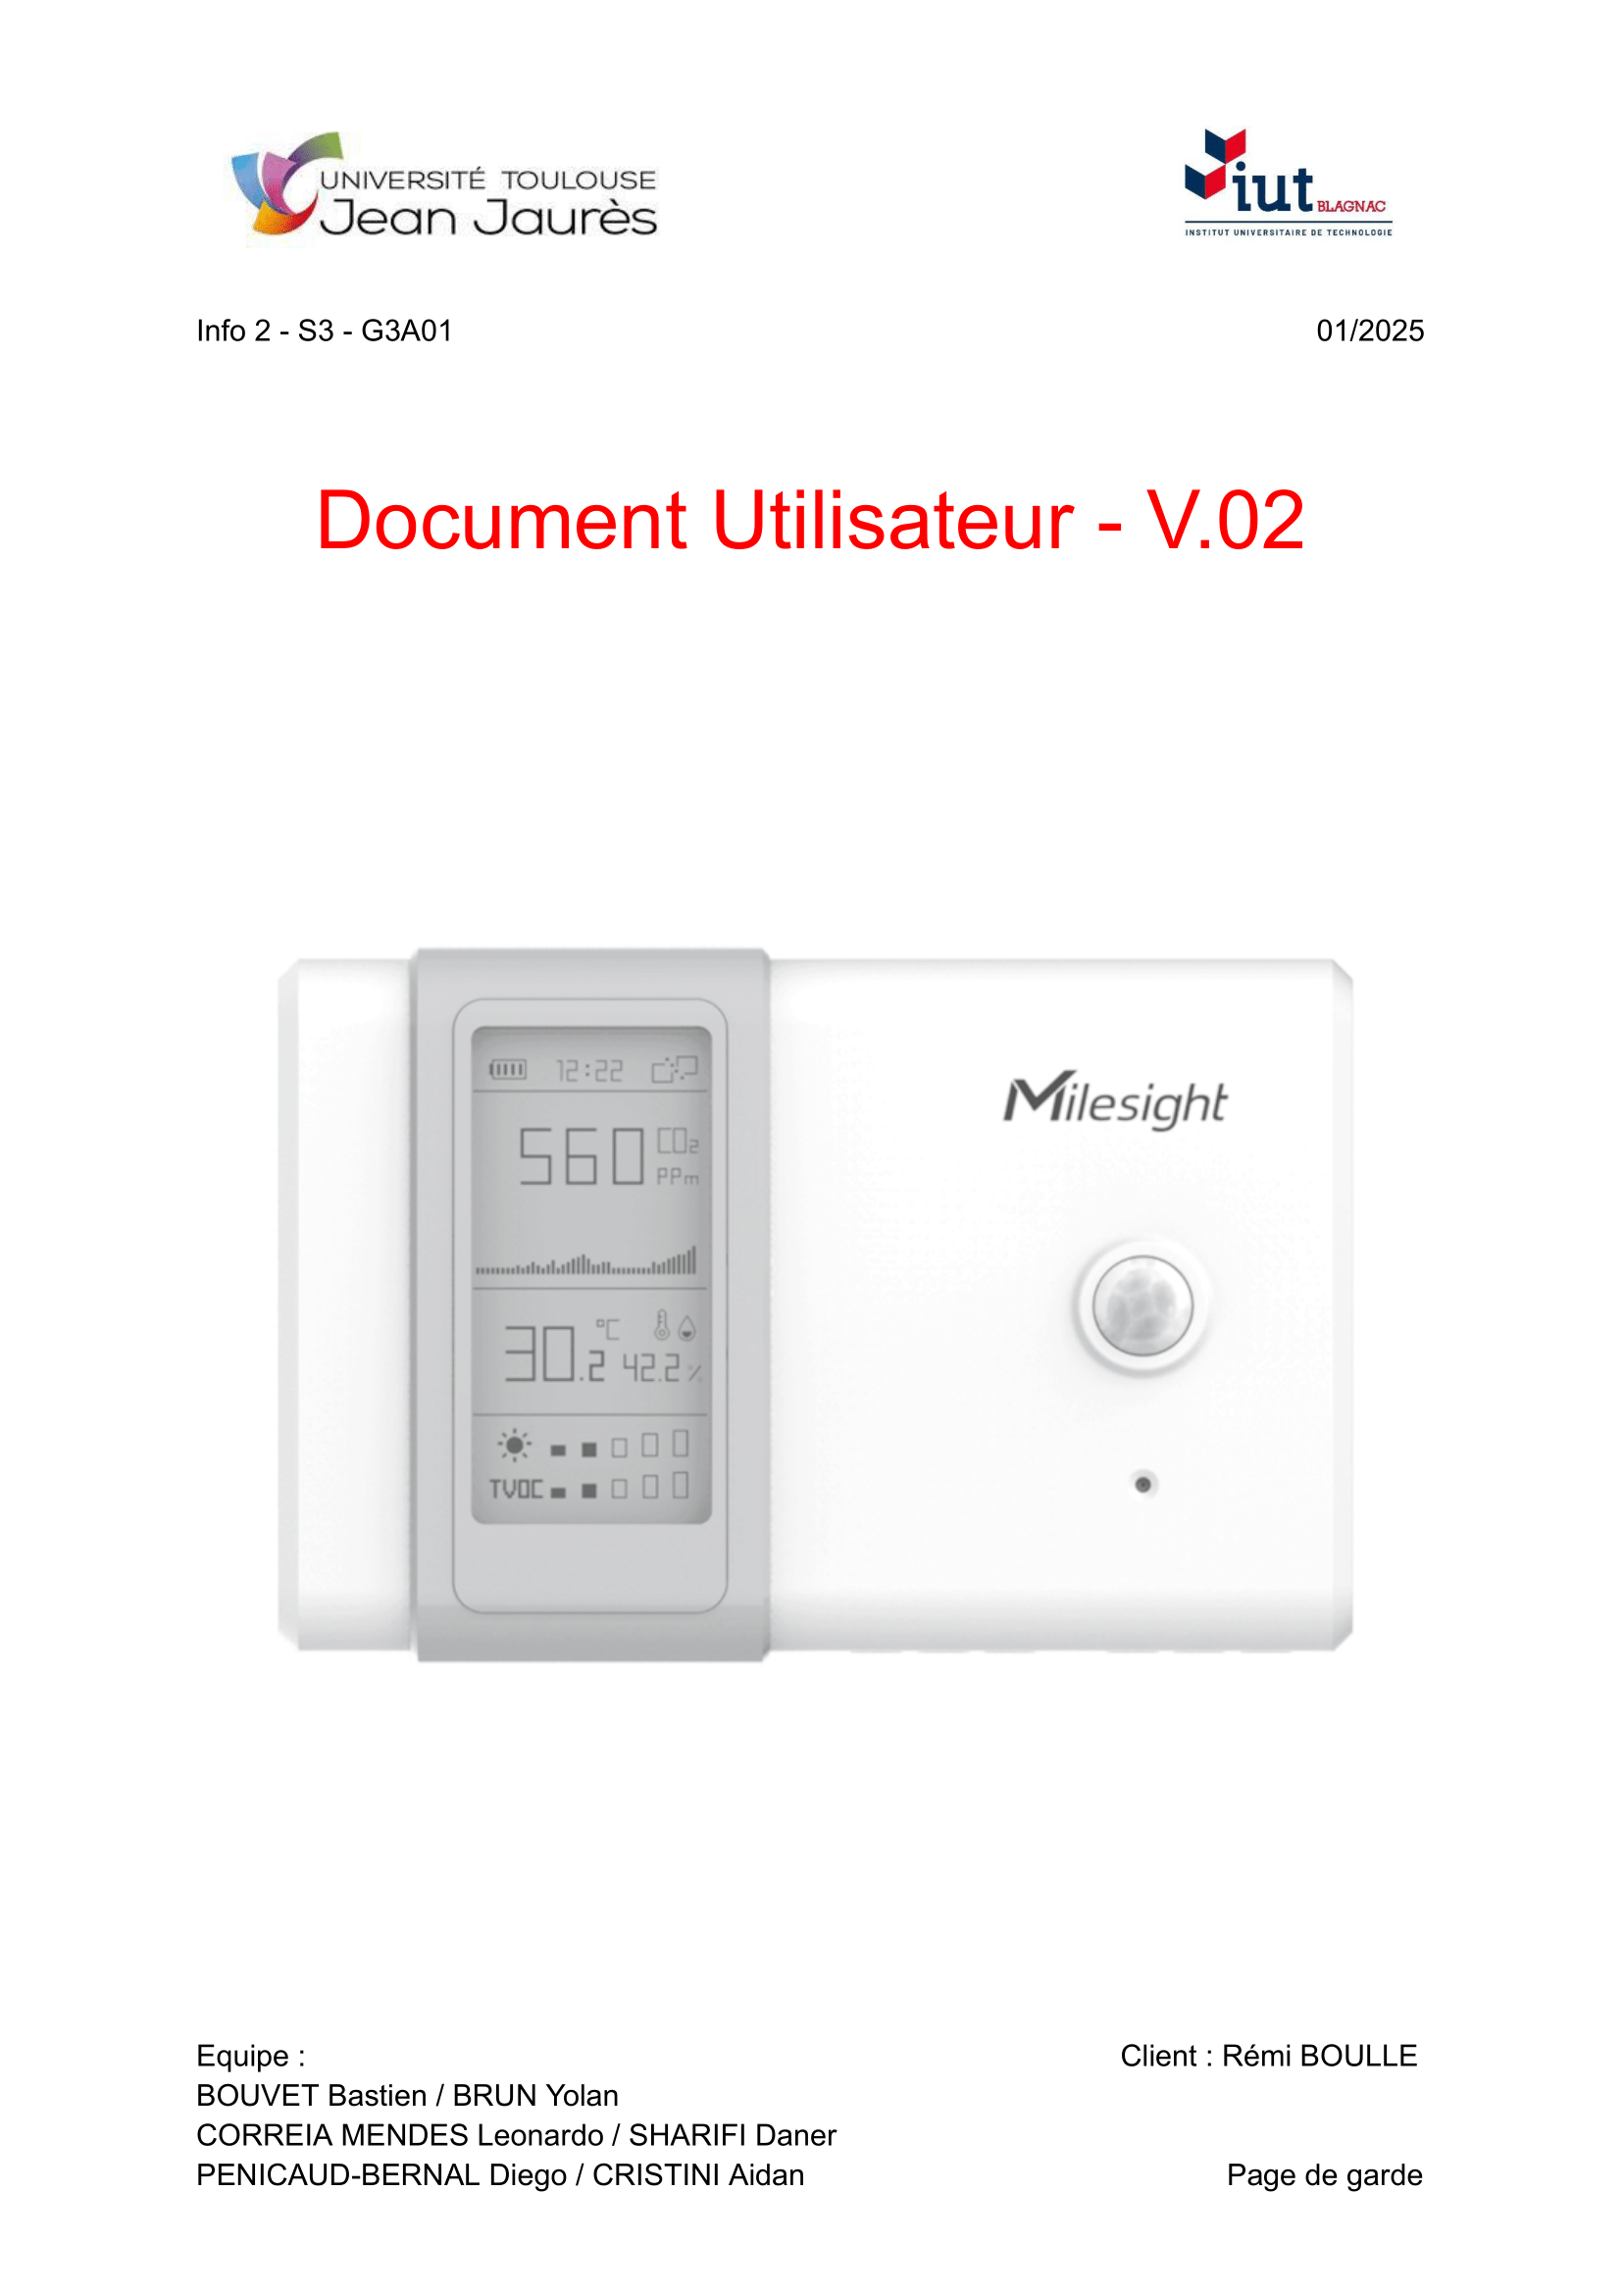 UNIVERSITÉ TOULOUSE
Jean Jaurès
iut BLAGNAC
INSTITUT UNIVERSITAIRE DE TECHNOLOGIE
Info 2 - S3 - G3A01
01/2025
Document Utilisateur - V.02
12:22
560 CO2
PPm
Milesight
30.2 °C 42.2 %
TVOC
Equipe :
Client : Rémi BOULLE
BOUVET Bastien / BRUN Yolan
CORREIA MENDES Leonardo / SHARIFI Daner
PENICAUD-BERNAL Diego / CRISTINI Aidan
Page de garde